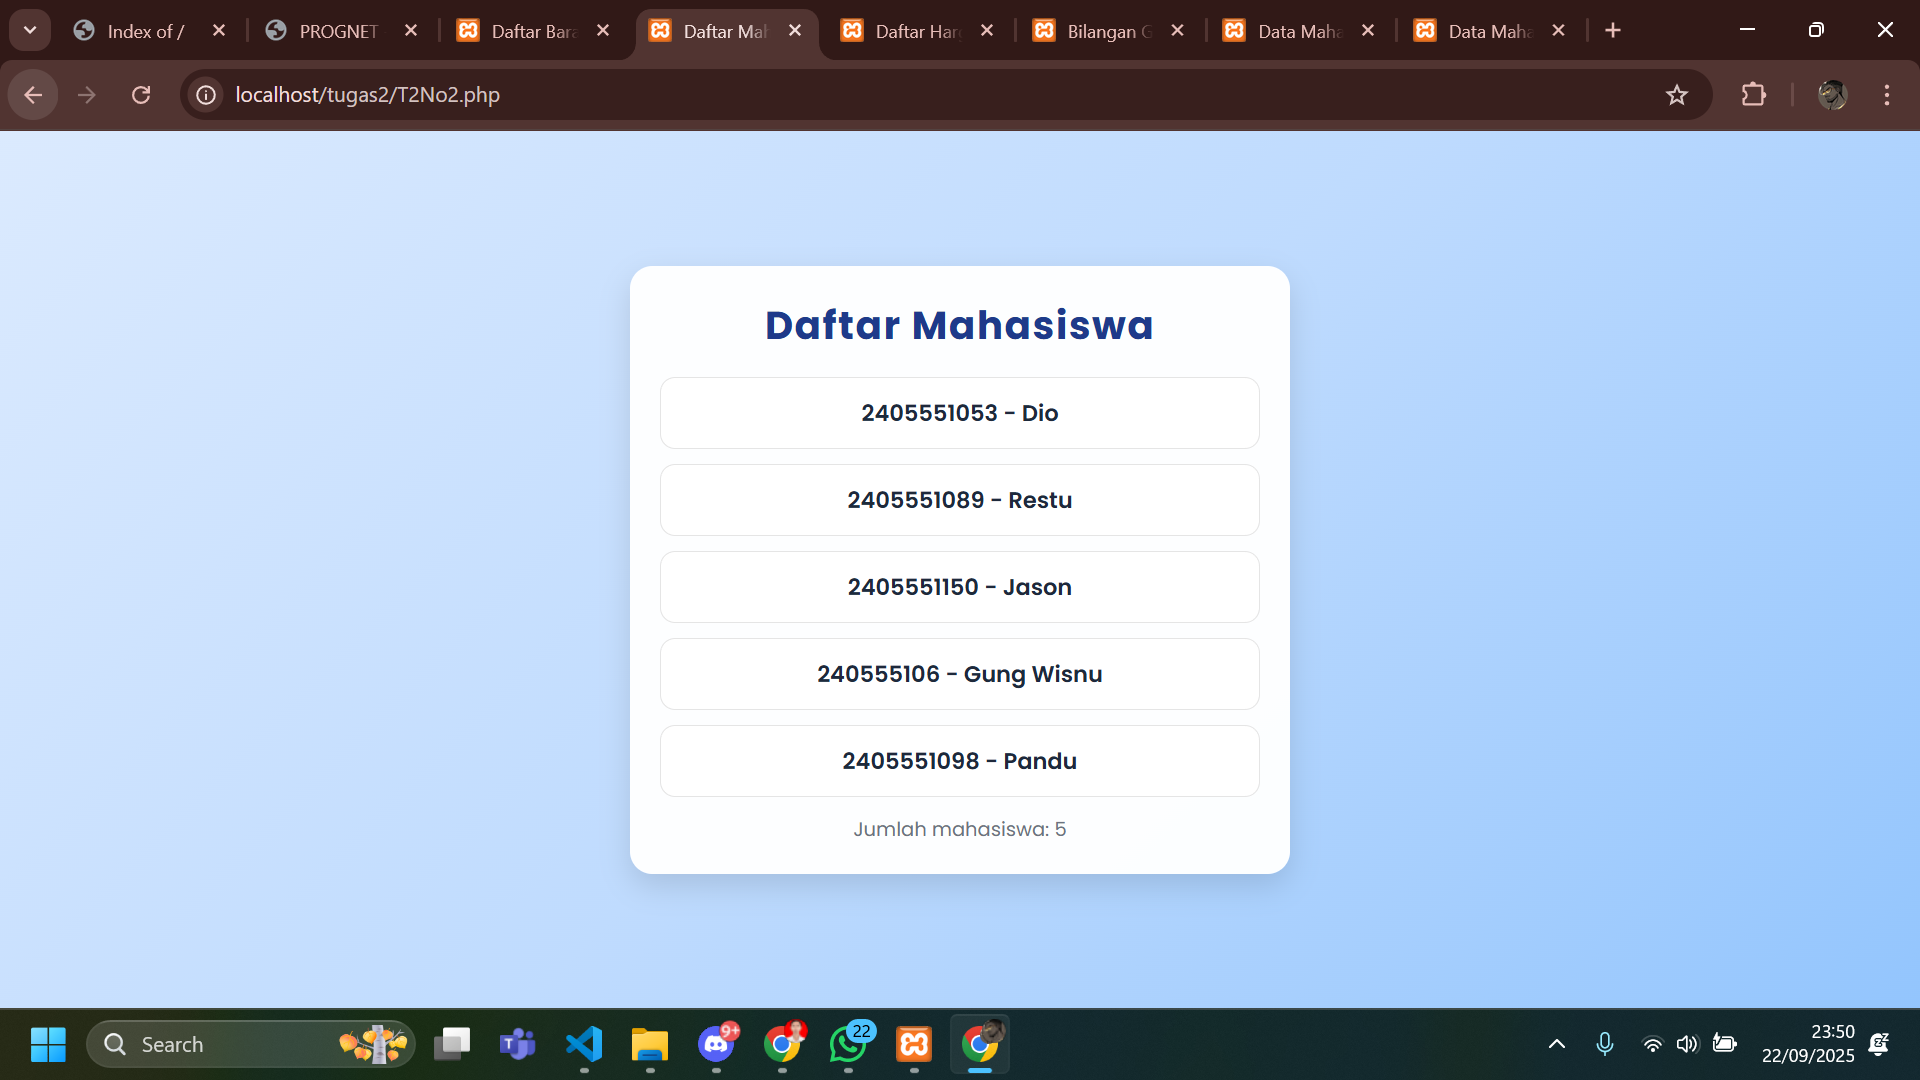 Index of /
PROGNET
Daftar Bara
Daftar Mah
Daftar Harg
Bilangan G
Data Maha
Data Maha
localhost/tugas2/T2No2.php
Daftar Mahasiswa
2405551053 - Dio
2405551089 - Restu
2405551150 - Jason
240555106 - Gung Wisnu
2405551098 - Pandu
Jumlah mahasiswa: 5
Search
9+
22
23:50
22/09/2025